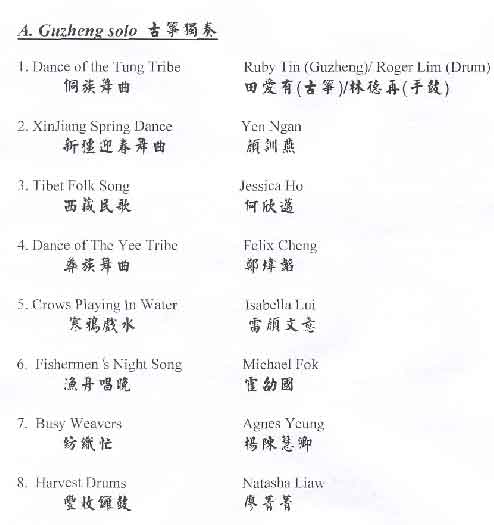 A. Guzheng solo 古箏獨奏
1. Dance of the Tung Tribe Ruby Tin (Guzheng)/ Roger Lim (Drum)
侗族舞曲 田愛有(古箏)/林德再(手鼓)
2. XinJiang Spring Dance Yen Ngan
新疆迎春舞曲 顏訓燕
3. Tibet Folk Song Jessica Ho
西藏民歌 何欣邁
4. Dance of The Yee Tribe Felix Cheng
彝族舞曲 鄭煒韜
5. Crows Playing in Water Isabella Lui
寒鴉戲水 雷顏文意
6. Fishermen's Night Song Michael Fok
漁舟唱晚 霍幼國
7. Busy Weavers Agnes Yeung
紡織忙 楊陳慧卿
8. Harvest Drums Natasha Liaw
豐收鑼鼓 廖菁菁